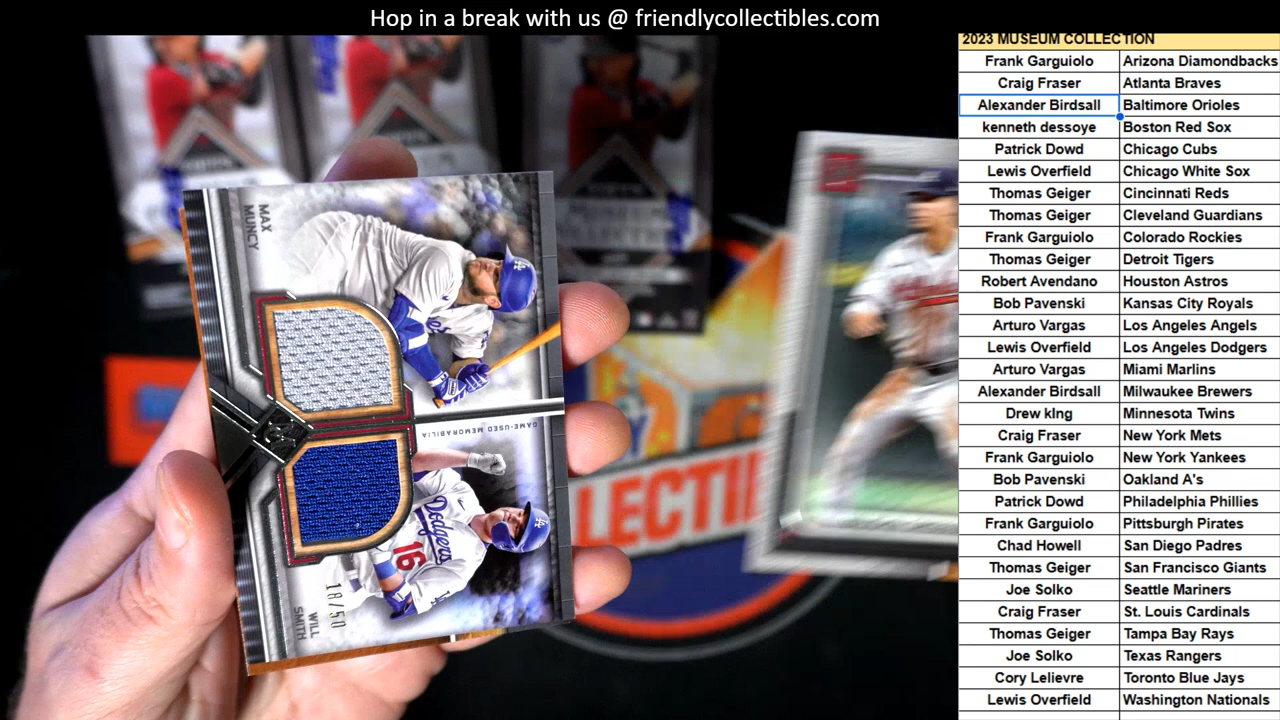 Hop in a break with us @ friendlycollectibles.com
2023 MUSEUM COLLECTION
Frank Garguiolo Arizona Diamondbacks
Craig Fraser Atlanta Braves
Alexander Birdsall Baltimore Orioles
kenneth dessoye Boston Red Sox
Patrick Dowd Chicago Cubs
Lewis Overfield Chicago White Sox
Thomas Geiger Cincinnati Reds
Thomas Geiger Cleveland Guardians
Frank Garguiolo Colorado Rockies
Thomas Geiger Detroit Tigers
Robert Avendano Houston Astros
Bob Pavenski Kansas City Royals
Arturo Vargas Los Angeles Angels
Lewis Overfield Los Angeles Dodgers
Arturo Vargas Miami Marlins
Alexander Birdsall Milwaukee Brewers
Drew kIng Minnesota Twins
Craig Fraser New York Mets
Frank Garguiolo New York Yankees
Bob Pavenski Oakland A's
Patrick Dowd Philadelphia Phillies
Frank Garguiolo Pittsburgh Pirates
Chad Howell San Diego Padres
Thomas Geiger San Francisco Giants
Joe Solko Seattle Mariners
Craig Fraser St. Louis Cardinals
Thomas Geiger Tampa Bay Rays
Joe Solko Texas Rangers
Cory Lelievre Toronto Blue Jays
Lewis Overfield Washington Nationals
MAX
MUNCY
LA
GAME-USED MEMORABILIA
LA
Dodgers
16
18/50
WILL
SMITH
LECTI